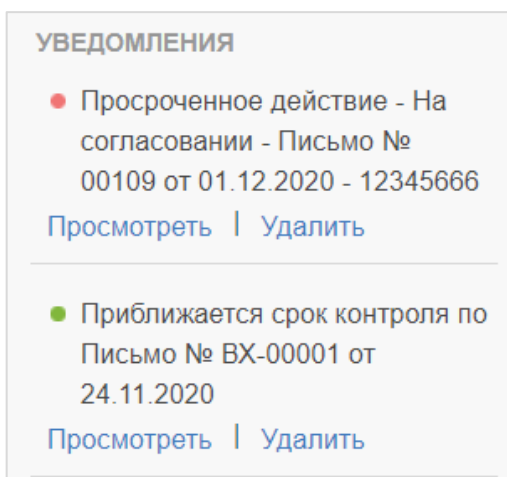 УВЕДОМЛЕНИЯ
Просроченное действие - На
согласовании - Письмо №
00109 от 01.12.2020 - 12345666
Просмотреть | Удалить
Приближается срок контроля по
Письмо № ВХ-00001 от
24.11.2020
Просмотреть | Удалить